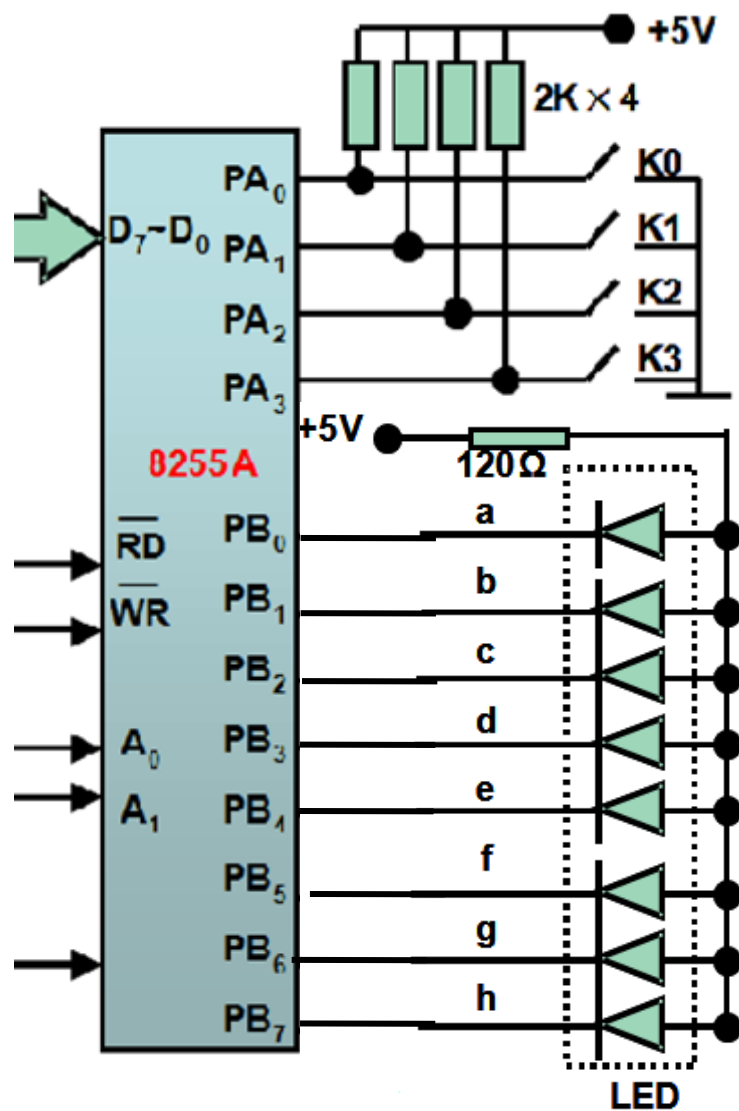 +5V
2K × 4
PA0 K0
D7~D0 PA1 K1
PA2 K2
PA3 K3
+5V
8255A 120Ω
RD PB0 a
WR PB1 b
PB2 c
A0 PB3 d
A1 PB4 e
PB5 f
PB6 g
PB7 h
LED